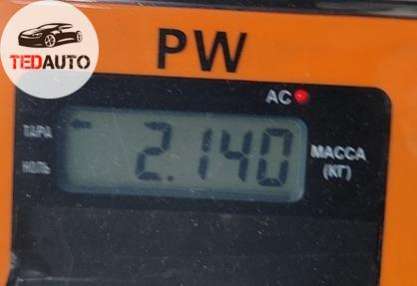 TEDAUTO
PW
AC
ТАРА
НОЛЬ
2.140
МАССА
(КГ)